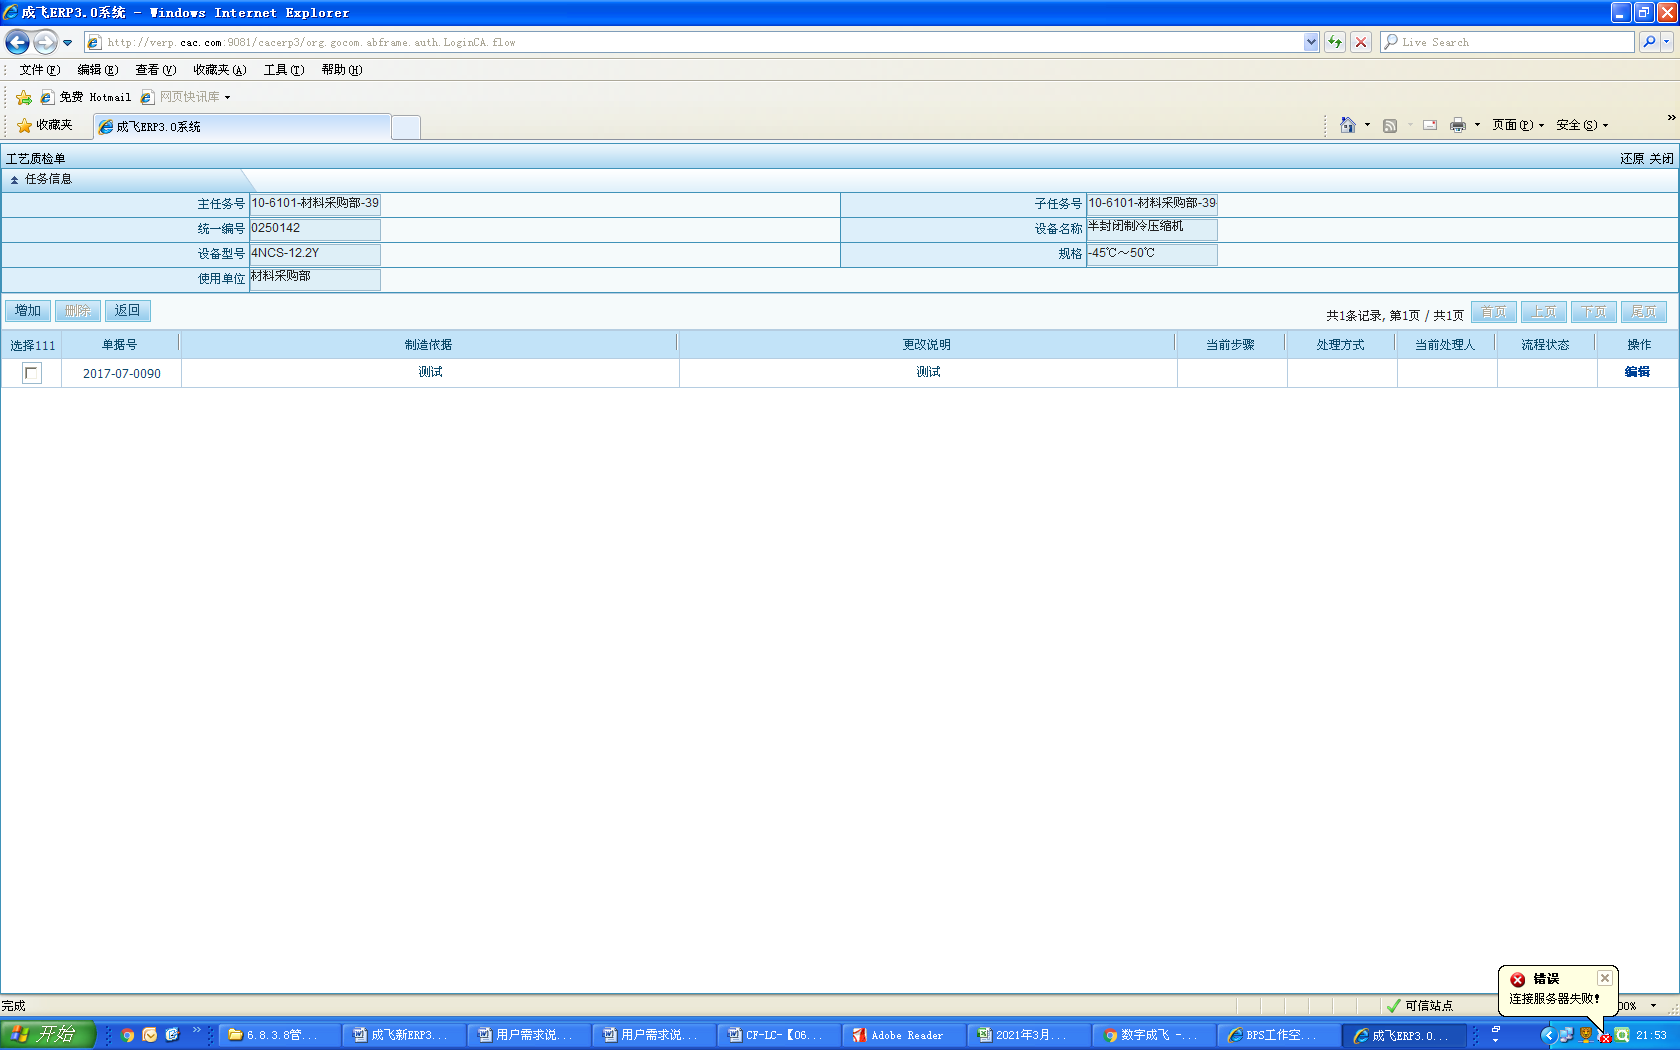 成飞ERP3.0系统 - Windows Internet Explorer
http://verp.cac.com:9081/cacerp3/org.gocom.abframe.auth.LoginCA.flow
Live Search
文件(F) 编辑(E) 查看(V) 收藏夹(A) 工具(T) 帮助(H)
免费 Hotmail 网页快讯库
收藏夹 成飞ERP3.0系统 页面(P) 安全(S) »
工艺质检单 还原 关闭
任务信息
主任务号 10-6101-材料采购部-39 子任务号 10-6101-材料采购部-39-
统一编号 0250142 设备名称 半封闭制冷压缩机
设备型号 4NCS-12.2Y 规格 -45℃～50℃
使用单位 材料采购部
增加 删除 返回 共1条记录, 第1页 / 共1页 首页 上页 下页 尾页
选择111 单据号 制造依据 更改说明 当前步骤 处理方式 当前处理人 流程状态 操作
2017-07-0090 测试 测试 编辑
错误
连接服务器失败!
完成 可信站点 00%
开始 » 6.8.3.8管... 成飞新ERP3... 用户需求说... 用户需求说... CF-LC-【06... Adobe Reader 2021年3月... 数字成飞 -... BPS工作空... 成飞ERP3.0... 21:53